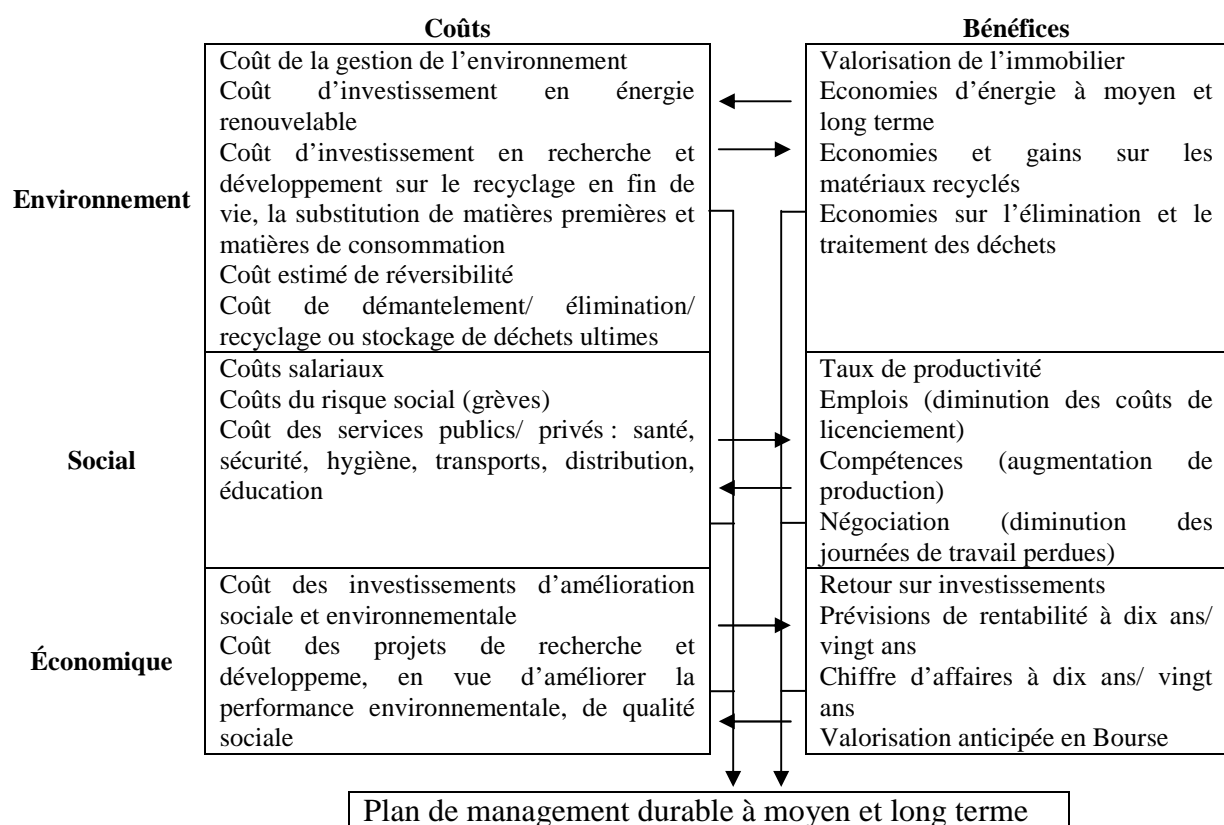 Coûts
Bénéfices
Environnement
Coût de la gestion de l’environnement
Coût d’investissement en énergie
renouvelable
Coût d’investissement en recherche et
développement sur le recyclage en fin de
vie, la substitution de matières premières et
matières de consommation
Coût estimé de réversibilité
Coût de démantelement/ élimination/
recyclage ou stockage de déchets ultimes
Valorisation de l’immobilier
Economies d’énergie à moyen et
long terme
Economies et gains sur les
matériaux recyclés
Economies sur l’élimination et le
traitement des déchets
Social
Coûts salariaux
Coûts du risque social (grèves)
Coût des services publics/ privés : santé,
sécurité, hygiène, transports, distribution,
éducation
Taux de productivité
Emplois (diminution des coûts de
licenciement)
Compétences (augmentation de
production)
Négociation (diminution des
journées de travail perdues)
Économique
Coût des investissements d’amélioration
sociale et environnementale
Coût des projets de recherche et
développeme, en vue d’améliorer la
performance environnementale, de qualité
sociale
Retour sur investissements
Prévisions de rentabilité à dix ans/
vingt ans
Chiffre d’affaires à dix ans/ vingt
ans
Valorisation anticipée en Bourse
Plan de management durable à moyen et long terme